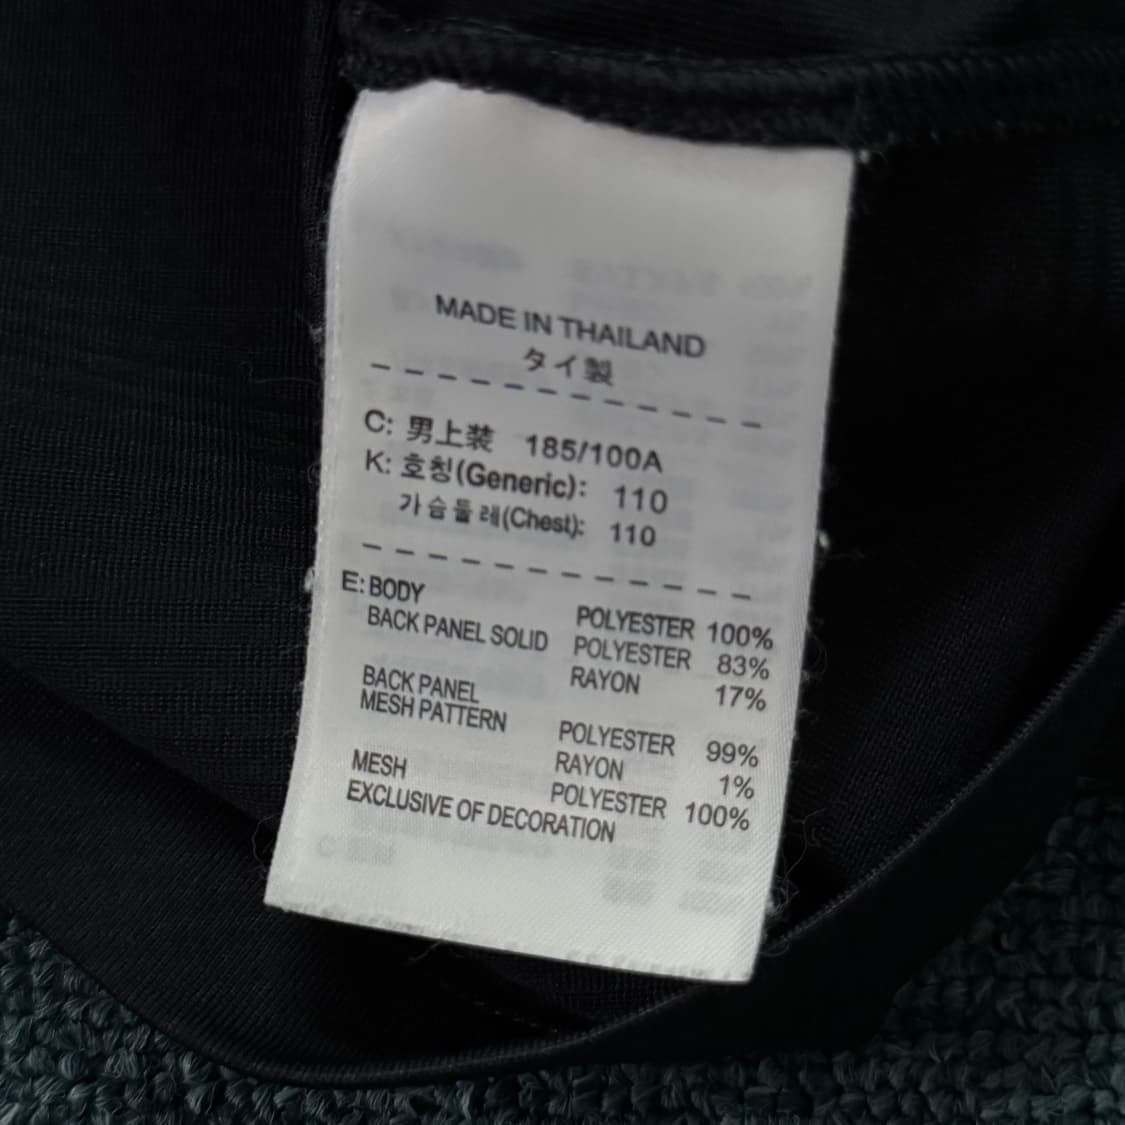 MADE IN THAILAND
タイ製
C: 男上装 185/100A
K: 호칭(Generic): 110
가슴둘레(Chest): 110
E: BODY POLYESTER 100%
BACK PANEL SOLID POLYESTER 83%
RAYON 17%
BACK PANEL
MESH PATTERN POLYESTER 99%
RAYON 1%
MESH POLYESTER 100%
EXCLUSIVE OF DECORATION